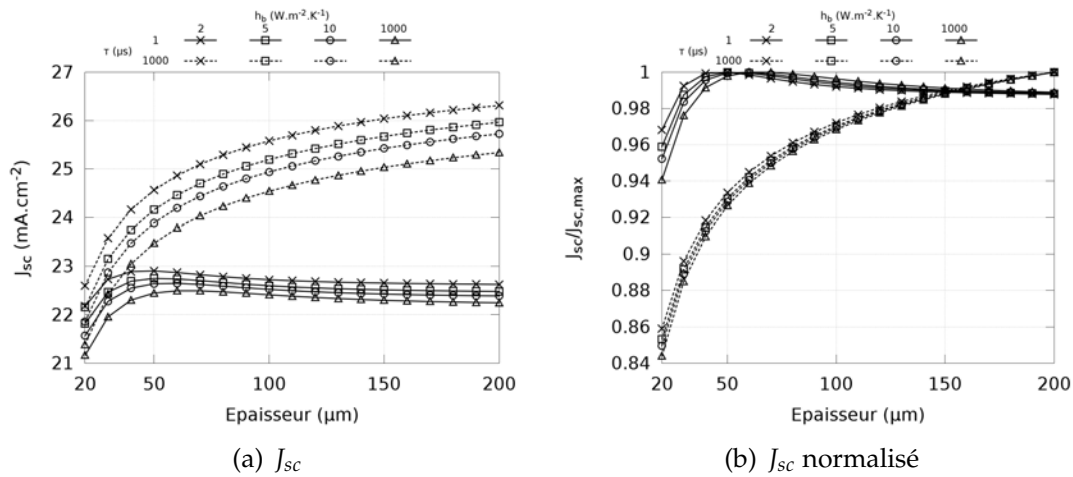 h_b (W.m⁻².K⁻¹)
2 5 10 1000
τ (μs) 1
1000
27
26
25
24
23
22
21
J_sc (mA.cm⁻²)
20 50 100 150 200
Epaisseur (μm)
(a) J_sc
h_b (W.m⁻².K⁻¹)
2 5 10 1000
τ (μs) 1
1000
1
0.98
0.96
0.94
0.92
0.9
0.88
0.86
0.84
J_sc/J_sc,max
20 50 100 150 200
Epaisseur (μm)
(b) J_sc normalisé